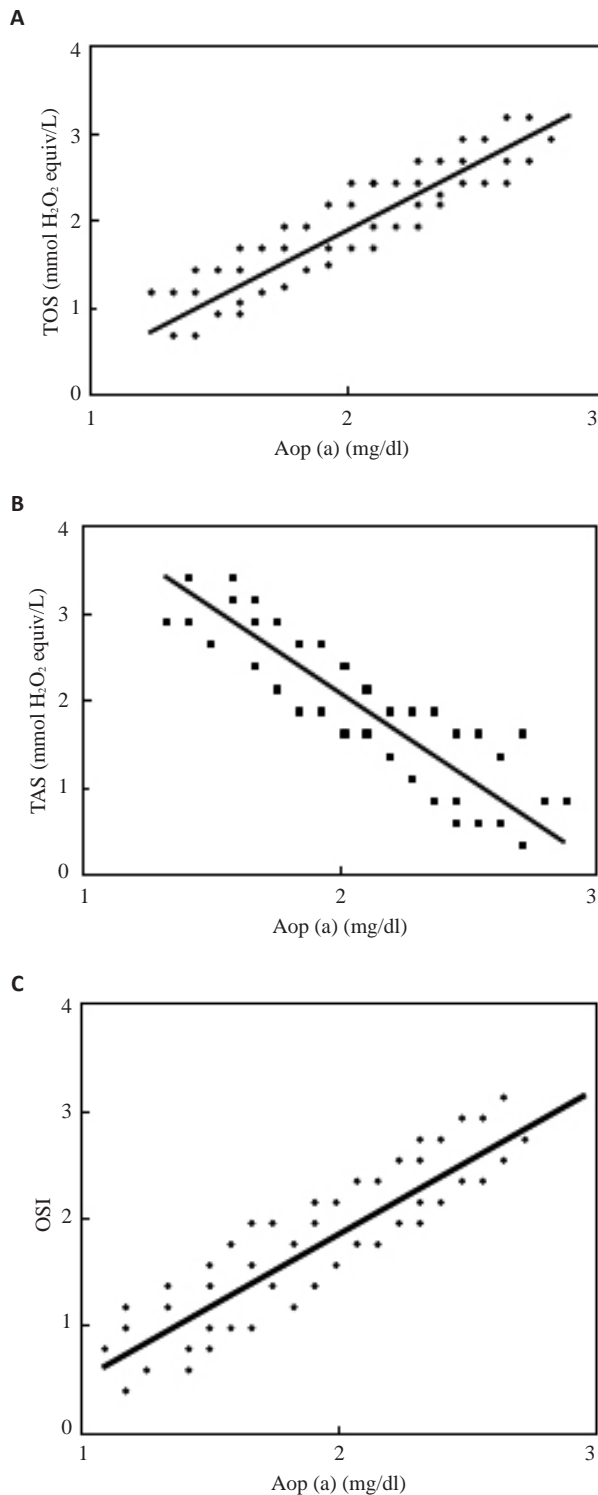 A
4
3
2
1
0
TOS (mmol H₂O₂ equiv/L)
1 2 3
Aop (a) (mg/dl)
B
4
3
2
1
0
TAS (mmol H₂O₂ equiv/L)
1 2 3
Aop (a) (mg/dl)
C
4
3
2
1
0
OSI
1 2 3
Aop (a) (mg/dl)